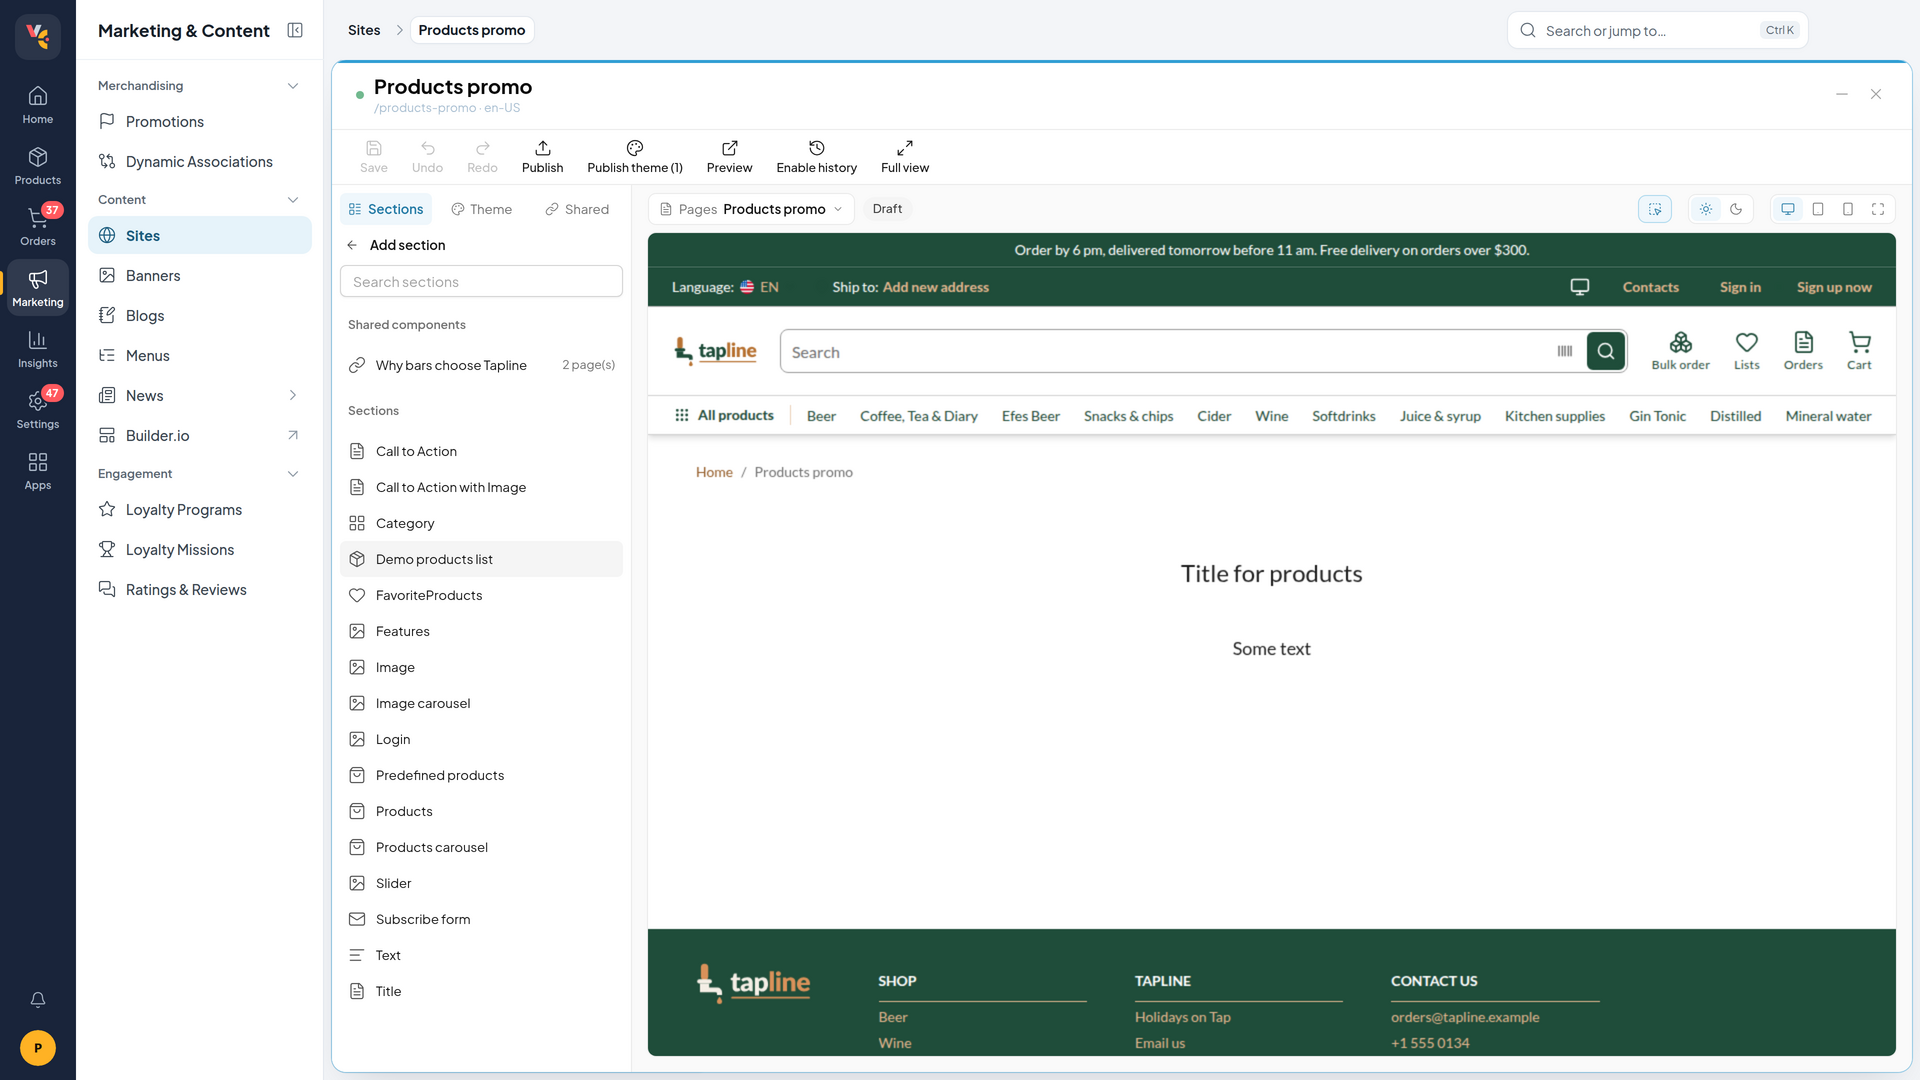 Marketing & Content
Sites
Products promo
Search or jump to...
Ctrl K
Home
Products
37
Orders
Marketing
Insights
47
Settings
Apps
P
Merchandising
Promotions
Dynamic Associations
Content
Sites
Banners
Blogs
Menus
News
Builder.io
Engagement
Loyalty Programs
Loyalty Missions
Ratings & Reviews
Products promo
/products-promo · en-US
Save
Undo
Redo
Publish
Publish theme (1)
Preview
Enable history
Full view
Sections
Theme
Shared
Add section
Search sections
Shared components
Why bars choose Tapline 2 page(s)
Sections
Call to Action
Call to Action with Image
Category
Demo products list
FavoriteProducts
Features
Image
Image carousel
Login
Predefined products
Products
Products carousel
Slider
Subscribe form
Text
Title
Pages Products promo
Draft
Order by 6 pm, delivered tomorrow before 11 am. Free delivery on orders over $300.
Language: EN
Ship to: Add new address
Contacts
Sign in
Sign up now
tapline
Search
Bulk order
Lists
Orders
Cart
All products
Beer
Coffee, Tea & Diary
Efes Beer
Snacks & chips
Cider
Wine
Softdrinks
Juice & syrup
Kitchen supplies
Gin Tonic
Distilled
Mineral water
Home / Products promo
Title for products
Some text
tapline
SHOP
Beer
Wine
TAPLINE
Holidays on Tap
Email us
CONTACT US
orders@tapline.example
+1 555 0134